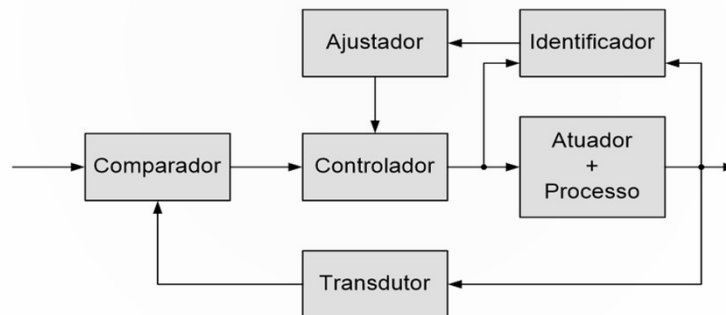 Ajustador
Identificador
Comparador
Controlador
Atuador
+
Processo
Transdutor